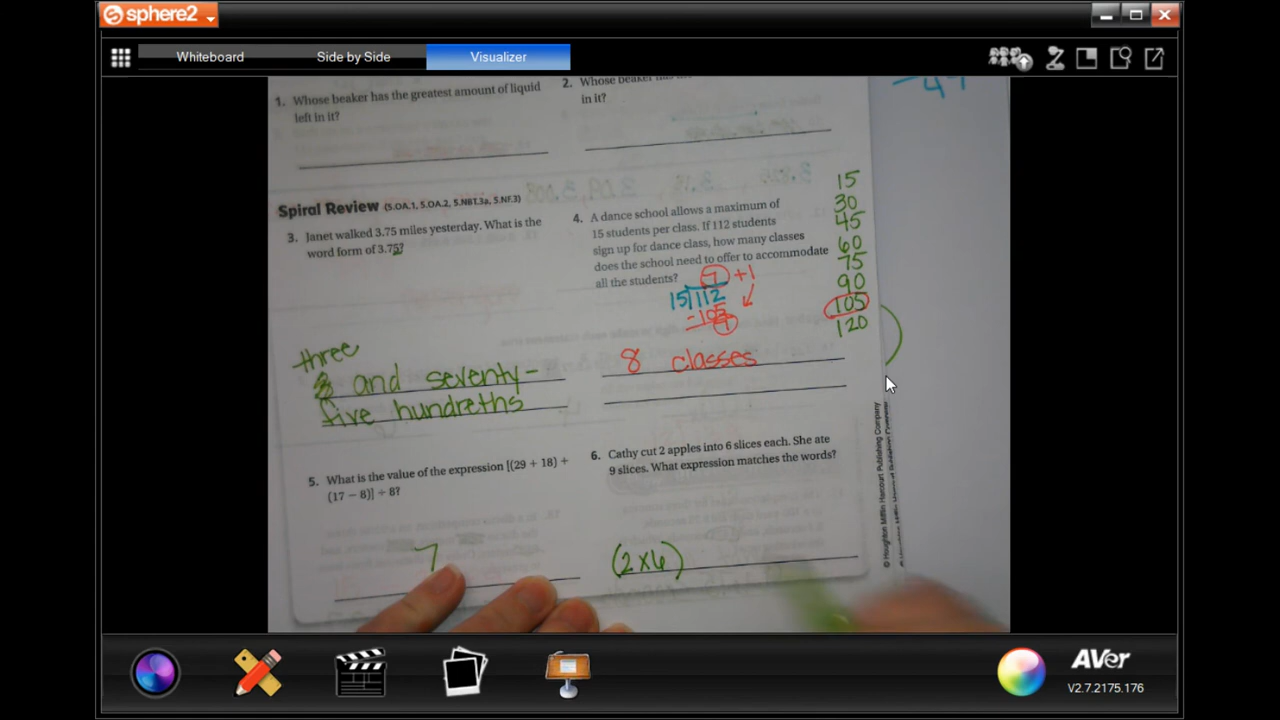 sphere2
Whiteboard
Side by Side
Visualizer
1. Whose beaker has the greatest amount of liquid
left in it?
2. Whose beaker
in it?
Spiral Review (5.OA.1, 5.OA.2, 5.NBT.3a, 5.NF.3)
3. Janet walked 3.75 miles yesterday. What is the
word form of 3.75?
three
and seventy-
five hundreths
4. A dance school allows a maximum of
15 students per class. If 112 students
sign up for dance class, how many classes
does the school need to offer to accommodate
all the students?
7 +1
15)112
-105
7
8 classes
15
30
45
60
75
90
105
120
5. What is the value of the expression [(29 + 18) +
(17 − 8)] ÷ 8?
7
6. Cathy cut 2 apples into 6 slices each. She ate
9 slices. What expression matches the words?
(2x6)
© Houghton Mifflin Harcourt Publishing Company
AVer
V2.7.2175.176